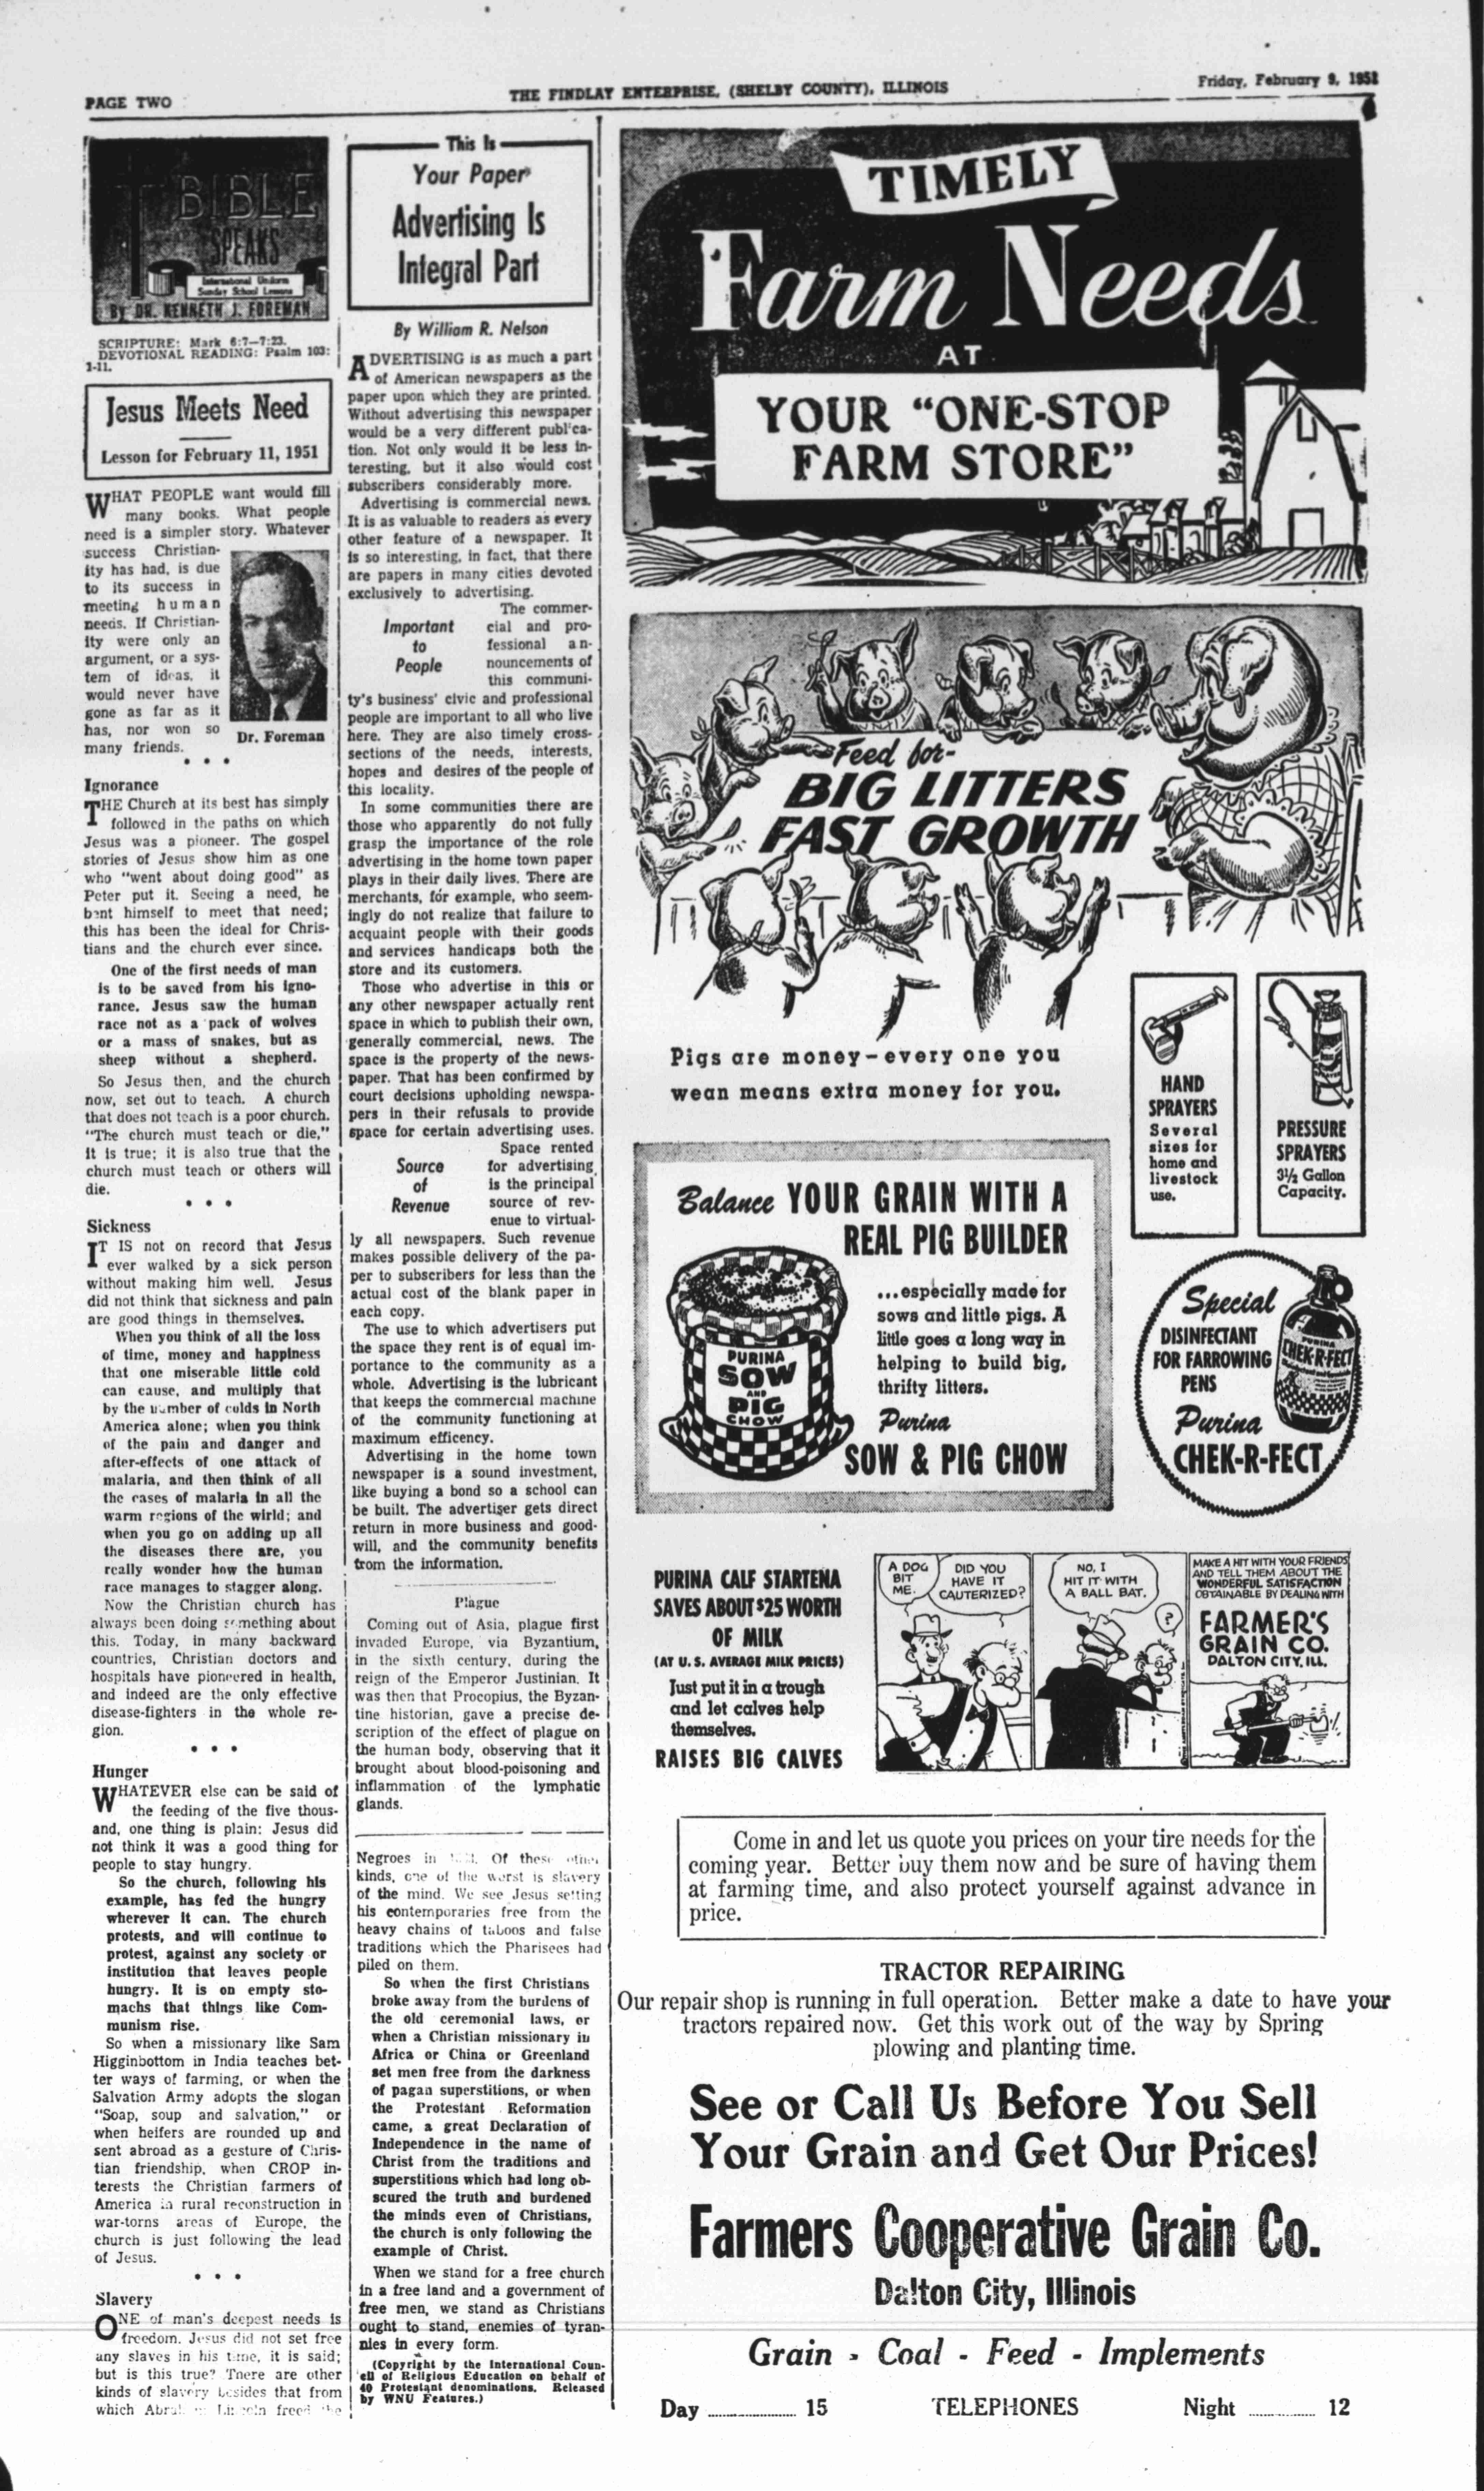 PAGE TWO
THE FINDLAY ENTERPRISE, (SHELBY COUNTY), ILLINOIS
Friday, February 9, 1951
BIBLE
SPEAKS
International Uniform
Sunday School Lessons
BY DR. KENNETH J. FOREMAN
SCRIPTURE: Mark 6:7—7:23.
DEVOTIONAL READING: Psalm 103:
1-11.
Jesus Meets Need
Lesson for February 11, 1951
WHAT PEOPLE want would fill
many books. What people
need is a simpler story. Whatever
success Christian-
ity has had, is due
to its success in
meeting human
needs. If Christian-
ity were only an
argument, or a sys-
tem of ideas, it
would never have
gone as far as it
has, nor won so
many friends.
Dr. Foreman
• • •
Ignorance
THE Church at its best has simply
followed in the paths on which
Jesus was a pioneer. The gospel
stories of Jesus show him as one
who "went about doing good" as
Peter put it. Seeing a need, he
bent himself to meet that need;
this has been the ideal for Chris-
tians and the church ever since.
One of the first needs of man
is to be saved from his igno-
rance. Jesus saw the human
race not as a pack of wolves
or a mass of snakes, but as
sheep without a shepherd.
So Jesus then, and the church
now, set out to teach. A church
that does not teach is a poor church.
"The church must teach or die,"
It is true; it is also true that the
church must teach or others will
die.
• • •
Sickness
IT IS not on record that Jesus
ever walked by a sick person
without making him well. Jesus
did not think that sickness and pain
are good things in themselves.
When you think of all the loss
of time, money and happiness
that one miserable little cold
can cause, and multiply that
by the number of colds in North
America alone; when you think
of the pain and danger and
after-effects of one attack of
malaria, and then think of all
the cases of malaria in all the
warm regions of the wirld; and
when you go on adding up all
the diseases there are, you
really wonder how the human
race manages to stagger along.
Now the Christian church has
always been doing something about
this. Today, in many backward
countries, Christian doctors and
hospitals have pioneered in health,
and indeed are the only effective
disease-fighters in the whole re-
gion.
• • •
Hunger
WHATEVER else can be said of
the feeding of the five thous-
and, one thing is plain: Jesus did
not think it was a good thing for
people to stay hungry.
So the church, following his
example, has fed the hungry
wherever it can. The church
protests, and will continue to
protest, against any society or
institution that leaves people
hungry. It is on empty sto-
machs that things like Com-
munism rise.
So when a missionary like Sam
Higginbottom in India teaches bet-
ter ways of farming, or when the
Salvation Army adopts the slogan
"Soap, soup and salvation," or
when heifers are rounded up and
sent abroad as a gesture of Chris-
tian friendship, when CROP in-
terests the Christian farmers of
America in rural reconstruction in
war-torns areas of Europe, the
church is just following the lead
of Jesus.
• • •
Slavery
ONE of man's deepest needs is
freedom. Jesus did not set free
any slaves in his time, it is said;
but is this true? There are other
kinds of slavery besides that from
which Lincoln freed the
This Is
Your Paper
Advertising Is
Integral Part
By William R. Nelson
ADVERTISING is as much a part
of American newspapers as the
paper upon which they are printed.
Without advertising this newspaper
would be a very different publ'ca-
tion. Not only would it be less in-
teresting, but it also would cost
subscribers considerably more.
Advertising is commercial news.
It is as valuable to readers as every
other feature of a newspaper. It
is so interesting, in fact, that there
are papers in many cities devoted
exclusively to advertising.
Important
to
People
The commer-
cial and pro-
fessional an-
nouncements of
this communi-
ty's business' civic and professional
people are important to all who live
here. They are also timely cross-
sections of the needs, interests,
hopes and desires of the people of
this locality.
In some communities there are
those who apparently do not fully
grasp the importance of the role
advertising in the home town paper
plays in their daily lives. There are
merchants, for example, who seem-
ingly do not realize that failure to
acquaint people with their goods
and services handicaps both the
store and its customers.
Those who advertise in this or
any other newspaper actually rent
space in which to publish their own,
generally commercial, news. The
space is the property of the news-
paper. That has been confirmed by
court decisions upholding newspa-
pers in their refusals to provide
space for certain advertising uses.
Source
of
Revenue
Space rented
for advertising
is the principal
source of rev-
enue to virtual-
ly all newspapers. Such revenue
makes possible delivery of the pa-
per to subscribers for less than the
actual cost of the blank paper in
each copy.
The use to which advertisers put
the space they rent is of equal im-
portance to the community as a
whole. Advertising is the lubricant
that keeps the commercial machine
of the community functioning at
maximum efficency.
Advertising in the home town
newspaper is a sound investment,
like buying a bond so a school can
be built. The advertiser gets direct
return in more business and good-
will, and the community benefits
from the information.
Plague
Coming out of Asia, plague first
invaded Europe, via Byzantium,
in the sixth century, during the
reign of the Emperor Justinian. It
was then that Procopius, the Byzan-
tine historian, gave a precise de-
scription of the effect of plague on
the human body, observing that it
brought about blood-poisoning and
inflammation of the lymphatic
glands.
Negroes in Of these other
kinds, one of the worst is slavery
of the mind. We see Jesus setting
his contemporaries free from the
heavy chains of taboos and false
traditions which the Pharisees had
piled on them.
So when the first Christians
broke away from the burdens of
the old ceremonial laws, or
when a Christian missionary in
Africa or China or Greenland
set men free from the darkness
of pagan superstitions, or when
the Protestant Reformation
came, a great Declaration of
Independence in the name of
Christ from the traditions and
superstitions which had long ob-
scured the truth and burdened
the minds even of Christians,
the church is only following the
example of Christ.
When we stand for a free church
in a free land and a government of
free men, we stand as Christians
ought to stand, enemies of tyran-
nies in every form.
(Copyright by the International Coun-
cil of Religious Education on behalf of
40 Protestant denominations. Released
by WNU Features.)
TIMELY
Farm Needs
AT
YOUR "ONE-STOP
FARM STORE"
Feed for-
BIG LITTERS
FAST GROWTH
Pigs are money—every one you
wean means extra money for you.
HAND
SPRAYERS
Several
sizes for
home and
livestock
use.
PRESSURE
SPRAYERS
3½ Gallon
Capacity.
Balance YOUR GRAIN WITH A
REAL PIG BUILDER
...especially made for
sows and little pigs. A
little goes a long way in
helping to build big,
thrifty litters.
Purina
SOW & PIG CHOW
PURINA
SOW
AND
PIG
CHOW
Special
DISINFECTANT
FOR FARROWING
PENS
Purina
CHEK-R-FECT
PURINA
CHEK-R-FECT
PURINA CALF STARTENA
SAVES ABOUT $25 WORTH
OF MILK
(AT U. S. AVERAGE MILK PRICES)
Just put it in a trough
and let calves help
themselves.
RAISES BIG CALVES
A DOG
BIT
ME.
DID YOU
HAVE IT
CAUTERIZED?
NO, I
HIT IT WITH
A BALL BAT.
?
MAKE A HIT WITH YOUR FRIENDS
AND TELL THEM ABOUT THE
WONDERFUL SATISFACTION
OBTAINABLE BY DEALING WITH
FARMER'S
GRAIN CO.
DALTON CITY, ILL.
Come in and let us quote you prices on your tire needs for the
coming year. Better buy them now and be sure of having them
at farming time, and also protect yourself against advance in
price.
TRACTOR REPAIRING
Our repair shop is running in full operation. Better make a date to have your
tractors repaired now. Get this work out of the way by Spring
plowing and planting time.
See or Call Us Before You Sell
Your Grain and Get Our Prices!
Farmers Cooperative Grain Co.
Dalton City, Illinois
Grain - Coal - Feed - Implements
Day .......... 15 TELEPHONES Night .......... 12